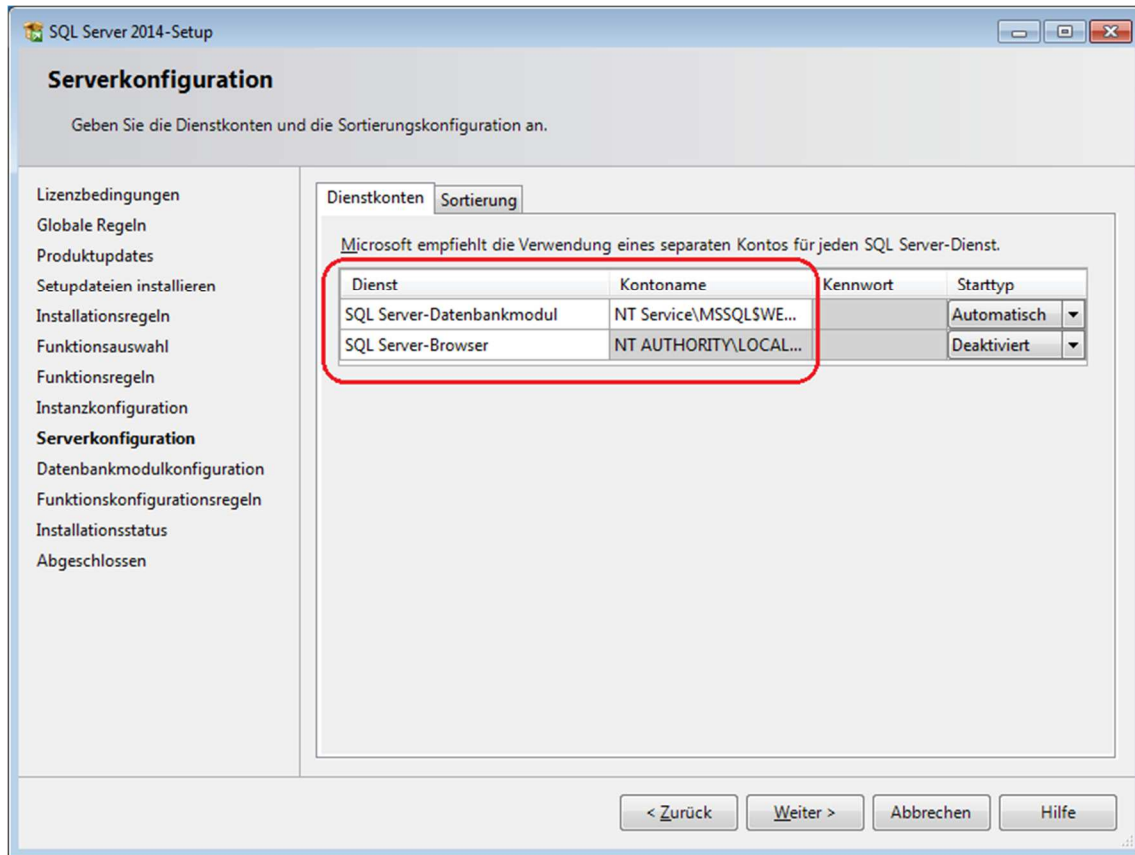 SQL Server 2014-Setup
Serverkonfiguration
Geben Sie die Dienstkonten und die Sortierungskonfiguration an.
Lizenzbedingungen
Globale Regeln
Produktupdates
Setupdateien installieren
Installationsregeln
Funktionsauswahl
Funktionsregeln
Instanzkonfiguration
Serverkonfiguration
Datenbankmodulkonfiguration
Funktionskonfigurationsregeln
Installationsstatus
Abgeschlossen
Dienstkonten Sortierung
Microsoft empfiehlt die Verwendung eines separaten Kontos für jeden SQL Server-Dienst.
Dienst Kontoname Kennwort Starttyp
SQL Server-Datenbankmodul NT Service\MSSQL$WE... Automatisch
SQL Server-Browser NT AUTHORITY\LOCAL... Deaktiviert
< Zurück Weiter > Abbrechen Hilfe